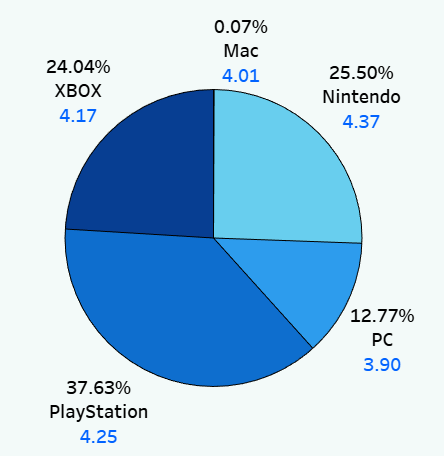 0.07%
Mac
4.01
24.04%
XBOX
4.17
25.50%
Nintendo
4.37
12.77%
PC
3.90
37.63%
PlayStation
4.25